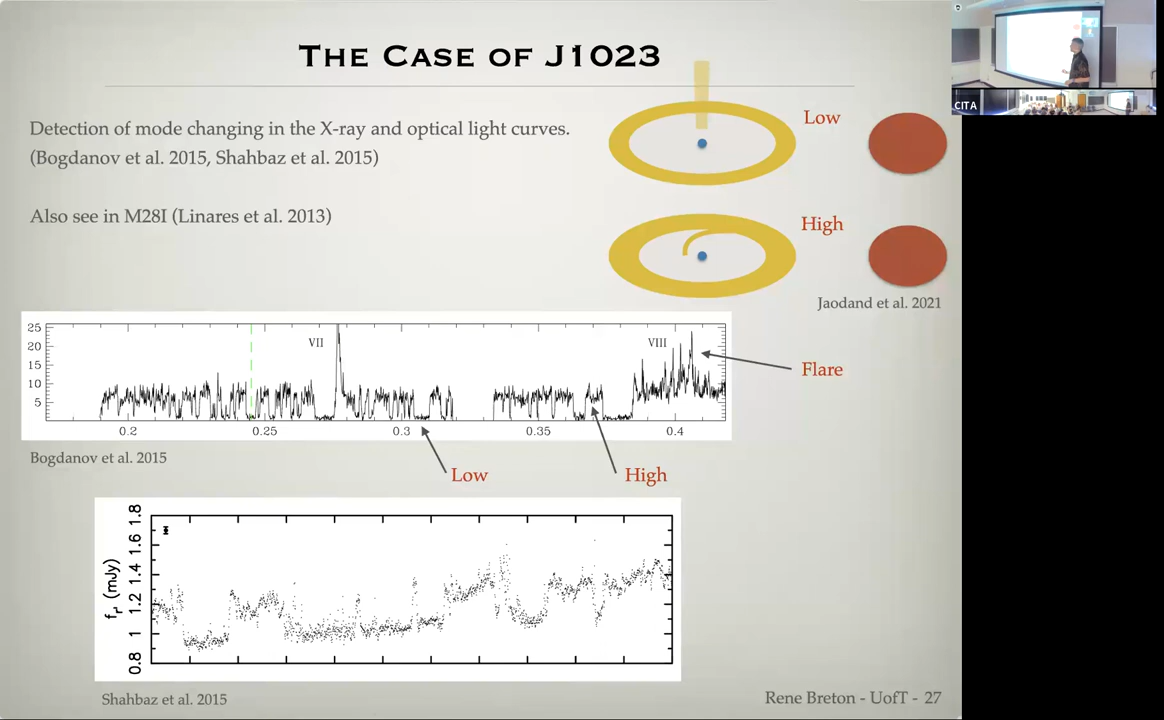 THE CASE OF J1023
Detection of mode changing in the X-ray and optical light curves.
(Bogdanov et al. 2015, Shahbaz et al. 2015)
Also see in M28I (Linares et al. 2013)
Low
High
Jaodand et al. 2021
CITA
25
20
15
10
5
VII
VIII
0.2
0.25
0.3
0.35
0.4
Flare
Bogdanov et al. 2015
Low
High
1.8
1.6
1.4
1.2
1
0.8
fr' (mJy)
Shahbaz et al. 2015
Rene Breton - UofT - 27